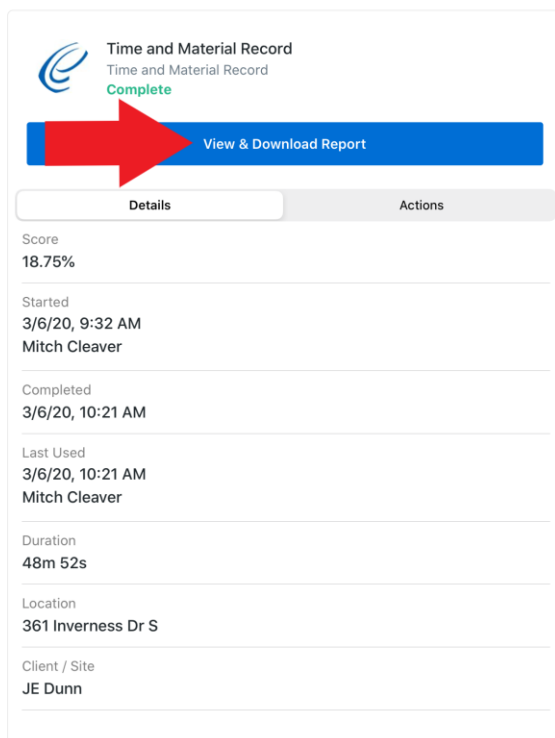 Time and Material Record
Time and Material Record
Complete
View & Download Report
Details
Actions
Score
18.75%
Started
3/6/20, 9:32 AM
Mitch Cleaver
Completed
3/6/20, 10:21 AM
Last Used
3/6/20, 10:21 AM
Mitch Cleaver
Duration
48m 52s
Location
361 Inverness Dr S
Client / Site
JE Dunn